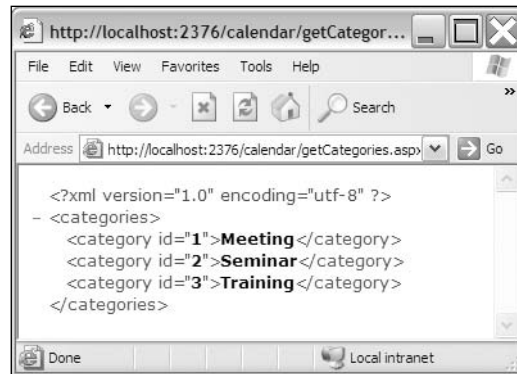 http://localhost:2376/calendar/getCategor...
File Edit View Favorites Tools Help
Back Search »
Address http://localhost:2376/calendar/getCategories.aspx Go
<?xml version="1.0" encoding="utf-8" ?>
– <categories>
<category id="1">Meeting</category>
<category id="2">Seminar</category>
<category id="3">Training</category>
</categories>
Done Local intranet